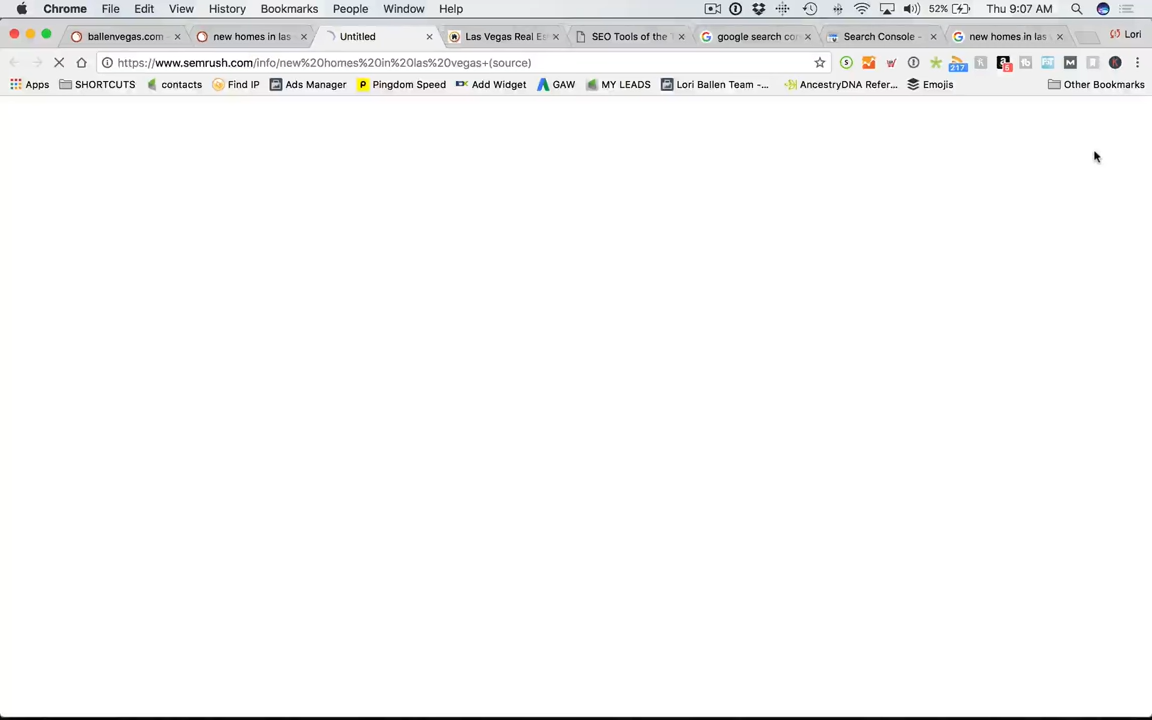 Chrome File Edit View History Bookmarks People Window Help 52% Thu 9:07 AM
ballenvegas.com - new homes in las Untitled Las Vegas Real Es SEO Tools of the T google search con Search Console - new homes in las Lori
https://www.semrush.com/info/new%20homes%20in%20las%20vegas+(source) 217
Apps SHORTCUTS contacts Find IP Ads Manager Pingdom Speed Add Widget GAW MY LEADS Lori Ballen Team -... AncestryDNA Refer... Emojis Other Bookmarks